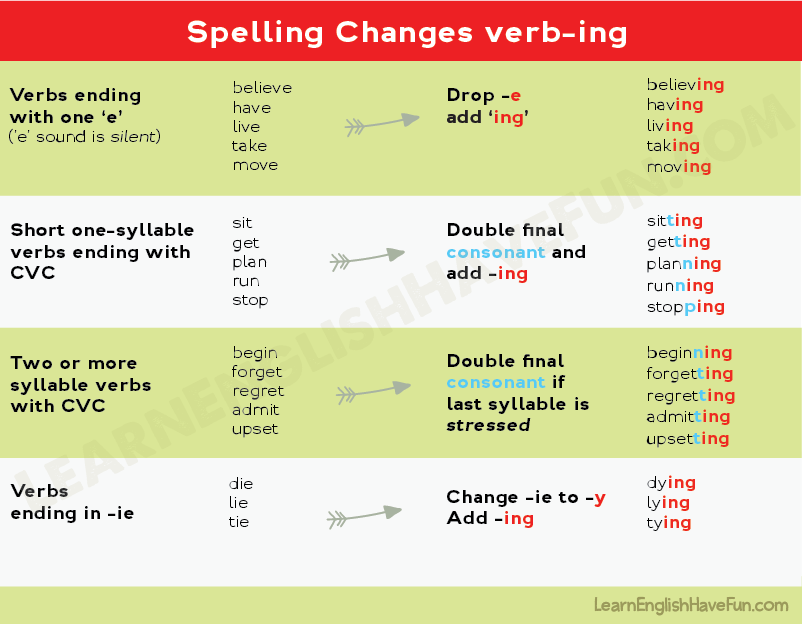 Spelling Changes verb-ing
Verbs ending
with one ‘e’
(‘e’ sound is silent)
believe
have
live
take
move
Drop -e
add ‘ing’
believing
having
living
taking
moving
Short one-syllable
verbs ending with
CVC
sit
get
plan
run
stop
Double final
consonant and
add -ing
sitting
getting
planning
running
stopping
Two or more
syllable verbs
with CVC
begin
forget
regret
admit
upset
Double final
consonant if
last syllable is
stressed
beginning
forgetting
regretting
admitting
upsetting
Verbs
ending in -ie
die
lie
tie
Change -ie to -y
Add -ing
dying
lying
tying
LEARNENGLISHHAVEFUN.COM
LearnEnglishHaveFun.com